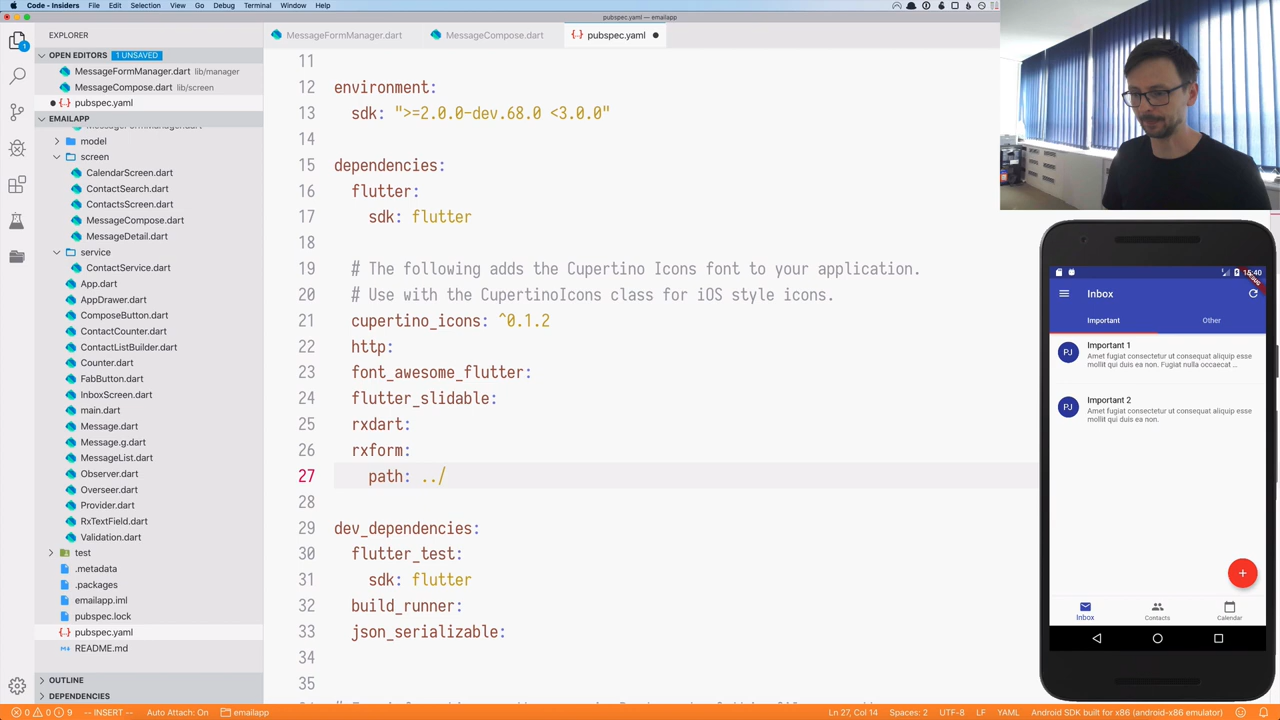 Code - Insiders File Edit Selection View Go Debug Terminal Window Help
pubspec.yaml — emailapp
EXPLORER
MessageFormManager.dart
MessageCompose.dart
{·} pubspec.yaml ●
OPEN EDITORS 1 UNSAVED
MessageFormManager.dart lib/manager
MessageCompose.dart lib/screen
● {·} pubspec.yaml
EMAILAPP
MessageFormManager.dart
model
screen
CalendarScreen.dart
ContactSearch.dart
ContactsScreen.dart
MessageCompose.dart
MessageDetail.dart
service
ContactService.dart
App.dart
AppDrawer.dart
ComposeButton.dart
ContactCounter.dart
ContactListBuilder.dart
Counter.dart
FabButton.dart
InboxScreen.dart
main.dart
Message.dart
Message.g.dart
MessageList.dart
Observer.dart
Overseer.dart
Provider.dart
RxTextField.dart
Validation.dart
test
.metadata
.packages
emailapp.iml
pubspec.lock
{·} pubspec.yaml
README.md
OUTLINE
DEPENDENCIES
11
12 environment:
13 sdk: ">=2.0.0-dev.68.0 <3.0.0"
14
15 dependencies:
16 flutter:
17 sdk: flutter
18
19 # The following adds the Cupertino Icons font to your application.
20 # Use with the CupertinoIcons class for iOS style icons.
21 cupertino_icons: ^0.1.2
22 http:
23 font_awesome_flutter:
24 flutter_slidable:
25 rxdart:
26 rxform:
27 path: ../
28
29 dev_dependencies:
30 flutter_test:
31 sdk: flutter
32 build_runner:
33 json_serializable:
34
35
15:40
Inbox
Important
Other
PJ
Important 1
Amet fugiat consectetur ut consequat aliquip esse
mollit qui duis ea non. Fugiat nulla occaecat ...
PJ
Important 2
Amet fugiat consectetur ut consequat aliquip esse
mollit qui duis ea non.
+
Inbox
Contacts
Calendar
0 0 9 -- INSERT -- Auto Attach: On emailapp Ln 27, Col 14 Spaces: 2 UTF-8 LF YAML Android SDK built for x86 (android-x86 emulator)